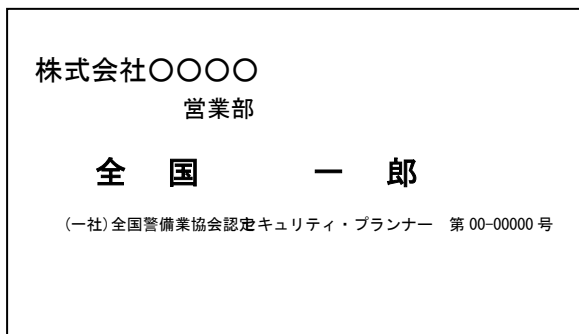 株式会社〇〇〇〇
営業部
全 国 一 郎
(一社)全国警備業協会認定セキュリティ・プランナー 第 00-00000 号